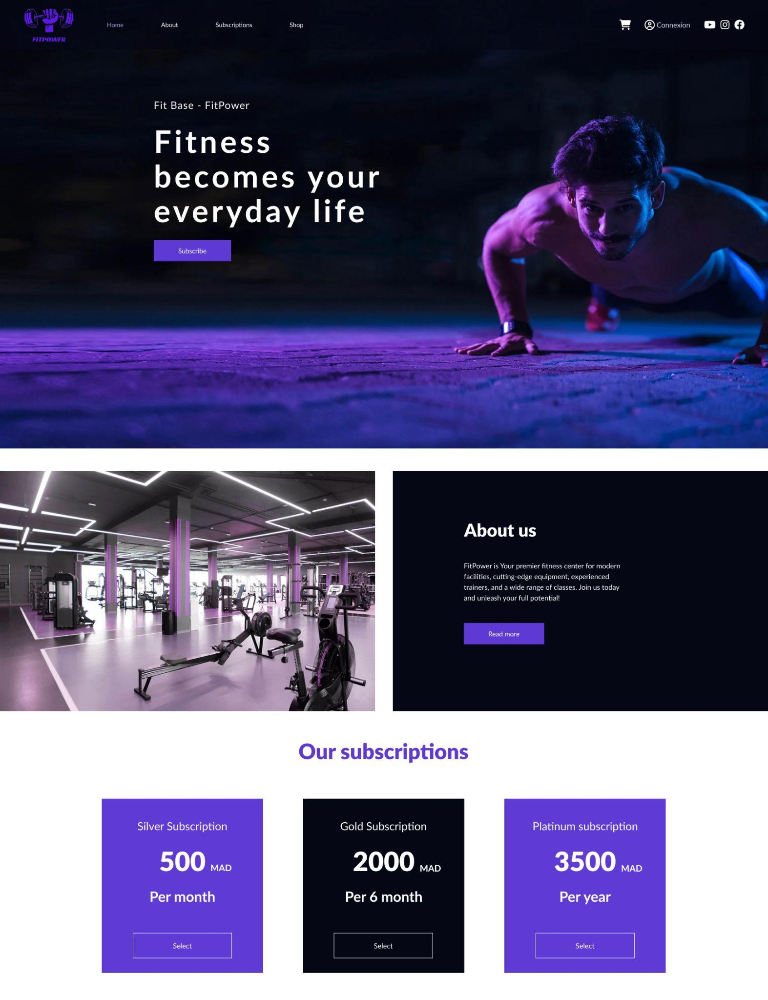 FITPOWER
Home
About
Subscriptions
Shop
Connexion
Fit Base - FitPower
Fitness
becomes your
everyday life
Subscribe
About us
FitPower is Your premier fitness center for modern
facilities, cutting-edge equipment, experienced
trainers, and a wide range of classes. Join us today
and unleash your full potential!
Read more
Our subscriptions
Silver Subscription
500 MAD
Per month
Select
Gold Subscription
2000 MAD
Per 6 month
Select
Platinum subscription
3500 MAD
Per year
Select